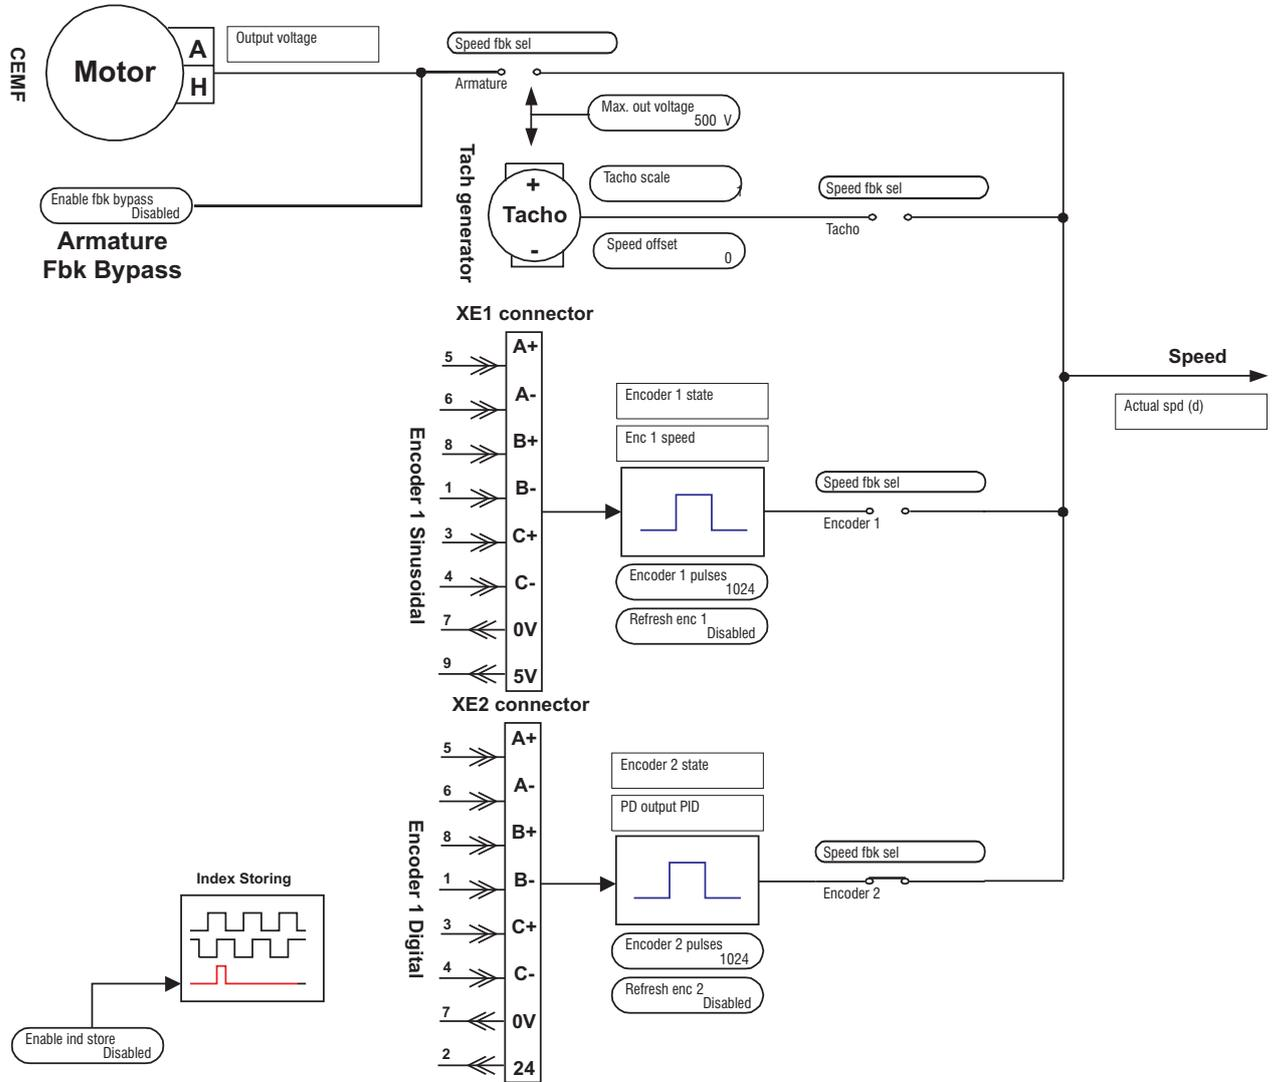 CEMF
Motor
A
H
Output voltage
Speed fbk sel
Armature
Max. out voltage
500 V
Enable fbk bypass
Disabled
Armature
Fbk Bypass
Tach generator
+
Tacho
-
Tacho scale
1
Speed offset
0
Speed fbk sel
Tacho
XE1 connector
Encoder 1 Sinusoidal
5 A+
6 A-
8 B+
1 B-
3 C+
4 C-
7 0V
9 5V
Encoder 1 state
Enc 1 speed
Encoder 1 pulses
1024
Refresh enc 1
Disabled
Speed fbk sel
Encoder 1
Speed
Actual spd (d)
XE2 connector
Encoder 1 Digital
5 A+
6 A-
8 B+
1 B-
3 C+
4 C-
7 0V
2 24
Encoder 2 state
PD output PID
Encoder 2 pulses
1024
Refresh enc 2
Disabled
Speed fbk sel
Encoder 2
Index Storing
Enable ind store
Disabled